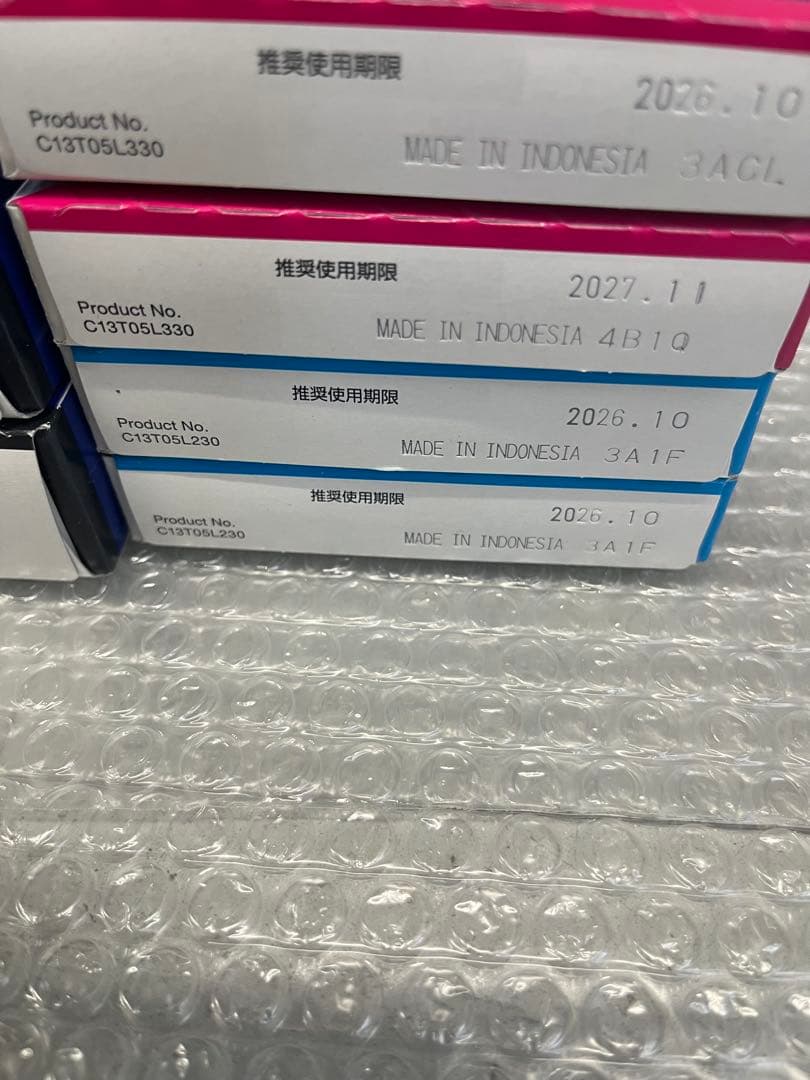 推奨使用期限
2026.10
Product No.
C13T05L330
MADE IN INDONESIA 3ACL
推奨使用期限
2027.11
Product No.
C13T05L330
MADE IN INDONESIA 4B1Q
推奨使用期限
2026.10
Product No.
C13T05L230
MADE IN INDONESIA 3A1F
推奨使用期限
2026.10
Product No.
C13T05L230
MADE IN INDONESIA 3A1F